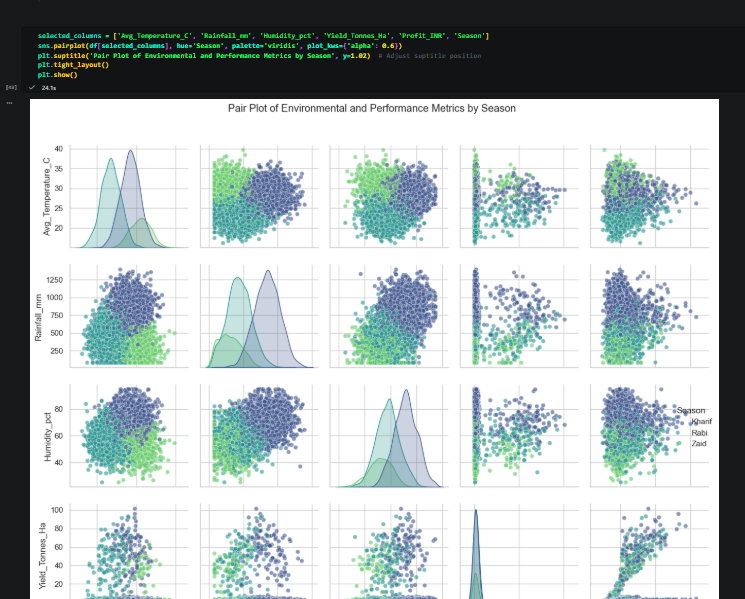 selected_columns = ['Avg_Temperature_C', 'Rainfall_mm', 'Humidity_pct', 'Yield_Tonnes_Ha', 'Profit_INR', 'Season']
sns.pairplot(df[selected_columns], hue='Season', palette='viridis', plot_kws={'alpha': 0.6})
plt.suptitle('Pair Plot of Environmental and Performance Metrics by Season', y=1.02)  # Adjust suptitle position
plt.tight_layout()
plt.show()
24.1s
...
Pair Plot of Environmental and Performance Metrics by Season
Avg_Temperature_C
40
35
30
25
20
Rainfall_mm
1250
1000
750
500
250
Humidity_pct
80
60
40
Season
Kharif
Rabi
Zaid
Yield_Tonnes_Ha
100
80
60
40
20